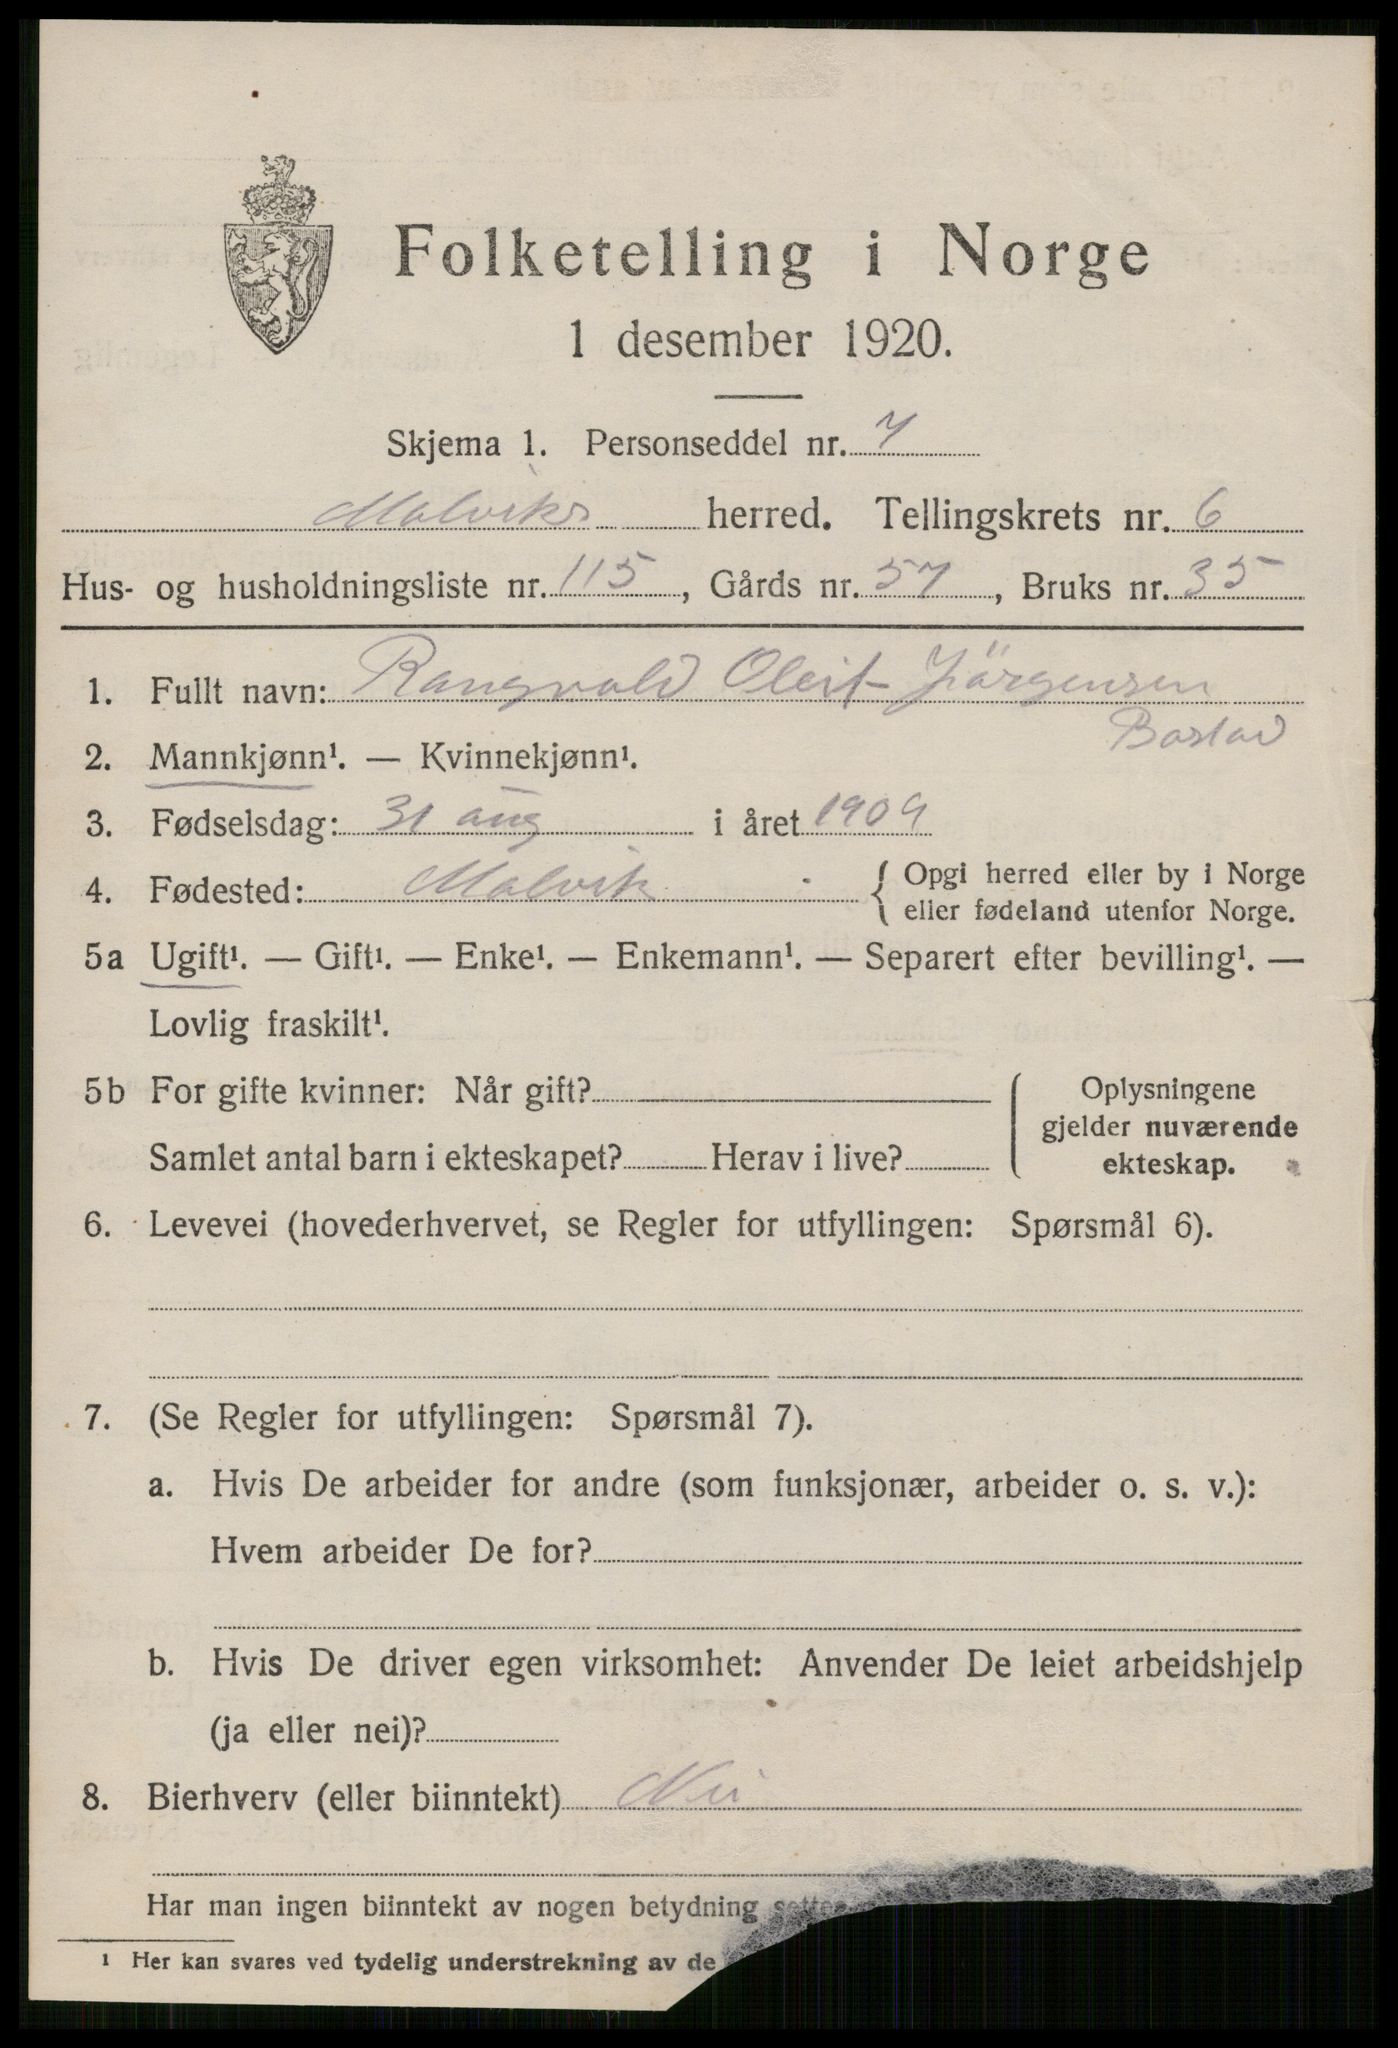 Folketelling i Norge
1 desember 1920.
Skjema 1. Personseddel nr. 7
Malviks herred. Tellingskrets nr. 6
Hus- og husholdningsliste nr. 115, Gårds nr. 57, Bruks nr. 35
1. Fullt navn: Rangvald Oleit Jörgensen
Bostad
2. Mannkjønn¹. — Kvinnekjønn¹.
3. Fødselsdag: 31 aug i året 1909
4. Fødested: Malvik { Opgi herred eller by i Norge
eller fødeland utenfor Norge.
5a Ugift¹. — Gift¹. — Enke¹. — Enkemann¹. — Separert efter bevilling¹. —
Lovlig fraskilt¹.
5b For gifte kvinner: Når gift?
Samlet antal barn i ekteskapet? Herav i live?
Oplysningene
gjelder nuværende
ekteskap.
6. Levevei (hovederhvervet, se Regler for utfyllingen: Spørsmål 6).
7. (Se Regler for utfyllingen: Spørsmål 7).
a. Hvis De arbeider for andre (som funksjonær, arbeider o. s. v.):
Hvem arbeider De for?
b. Hvis De driver egen virksomhet: Anvender De leiet arbeidshjelp
(ja eller nei)?
8. Bierhverv (eller biinntekt) Nei
Har man ingen biinntekt av nogen betydning settes
¹ Her kan svares ved tydelig understrekning av de